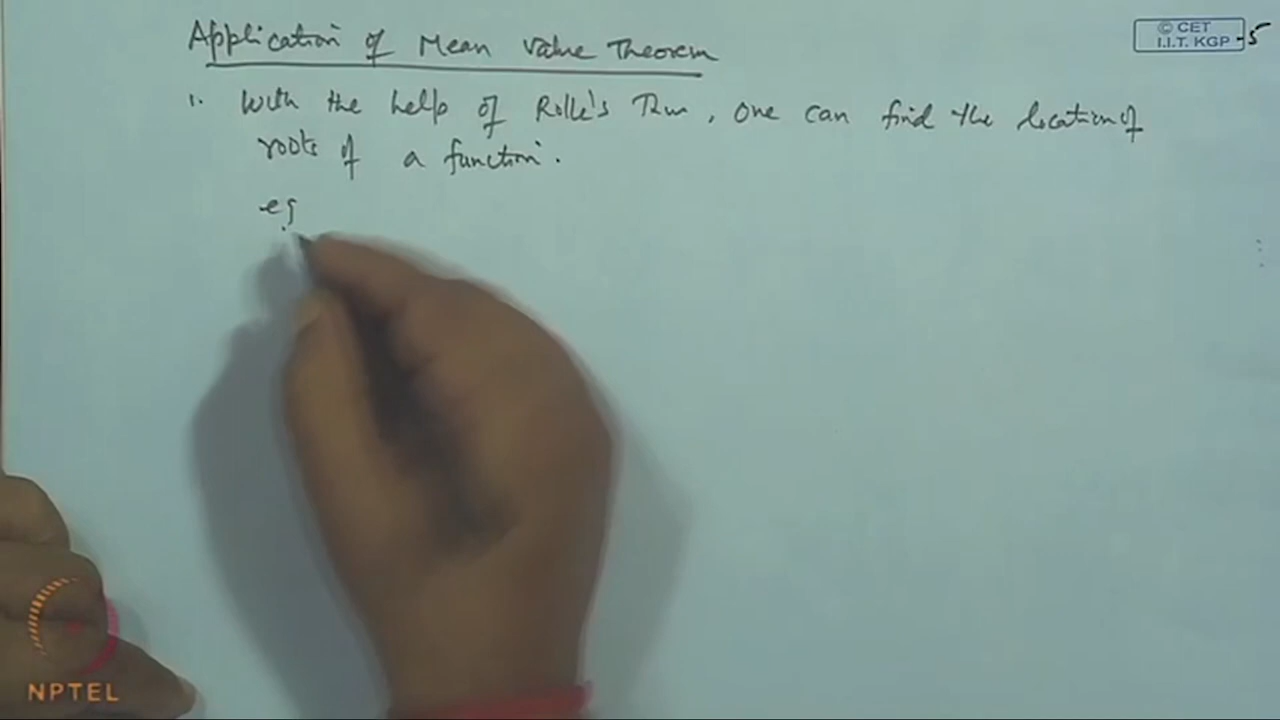 Application of Mean Value Theorem
© CET
I.I.T. KGP -5
1. With the help of Rolle's Thm, one can find the location of
roots of a function.
eg
NPTEL